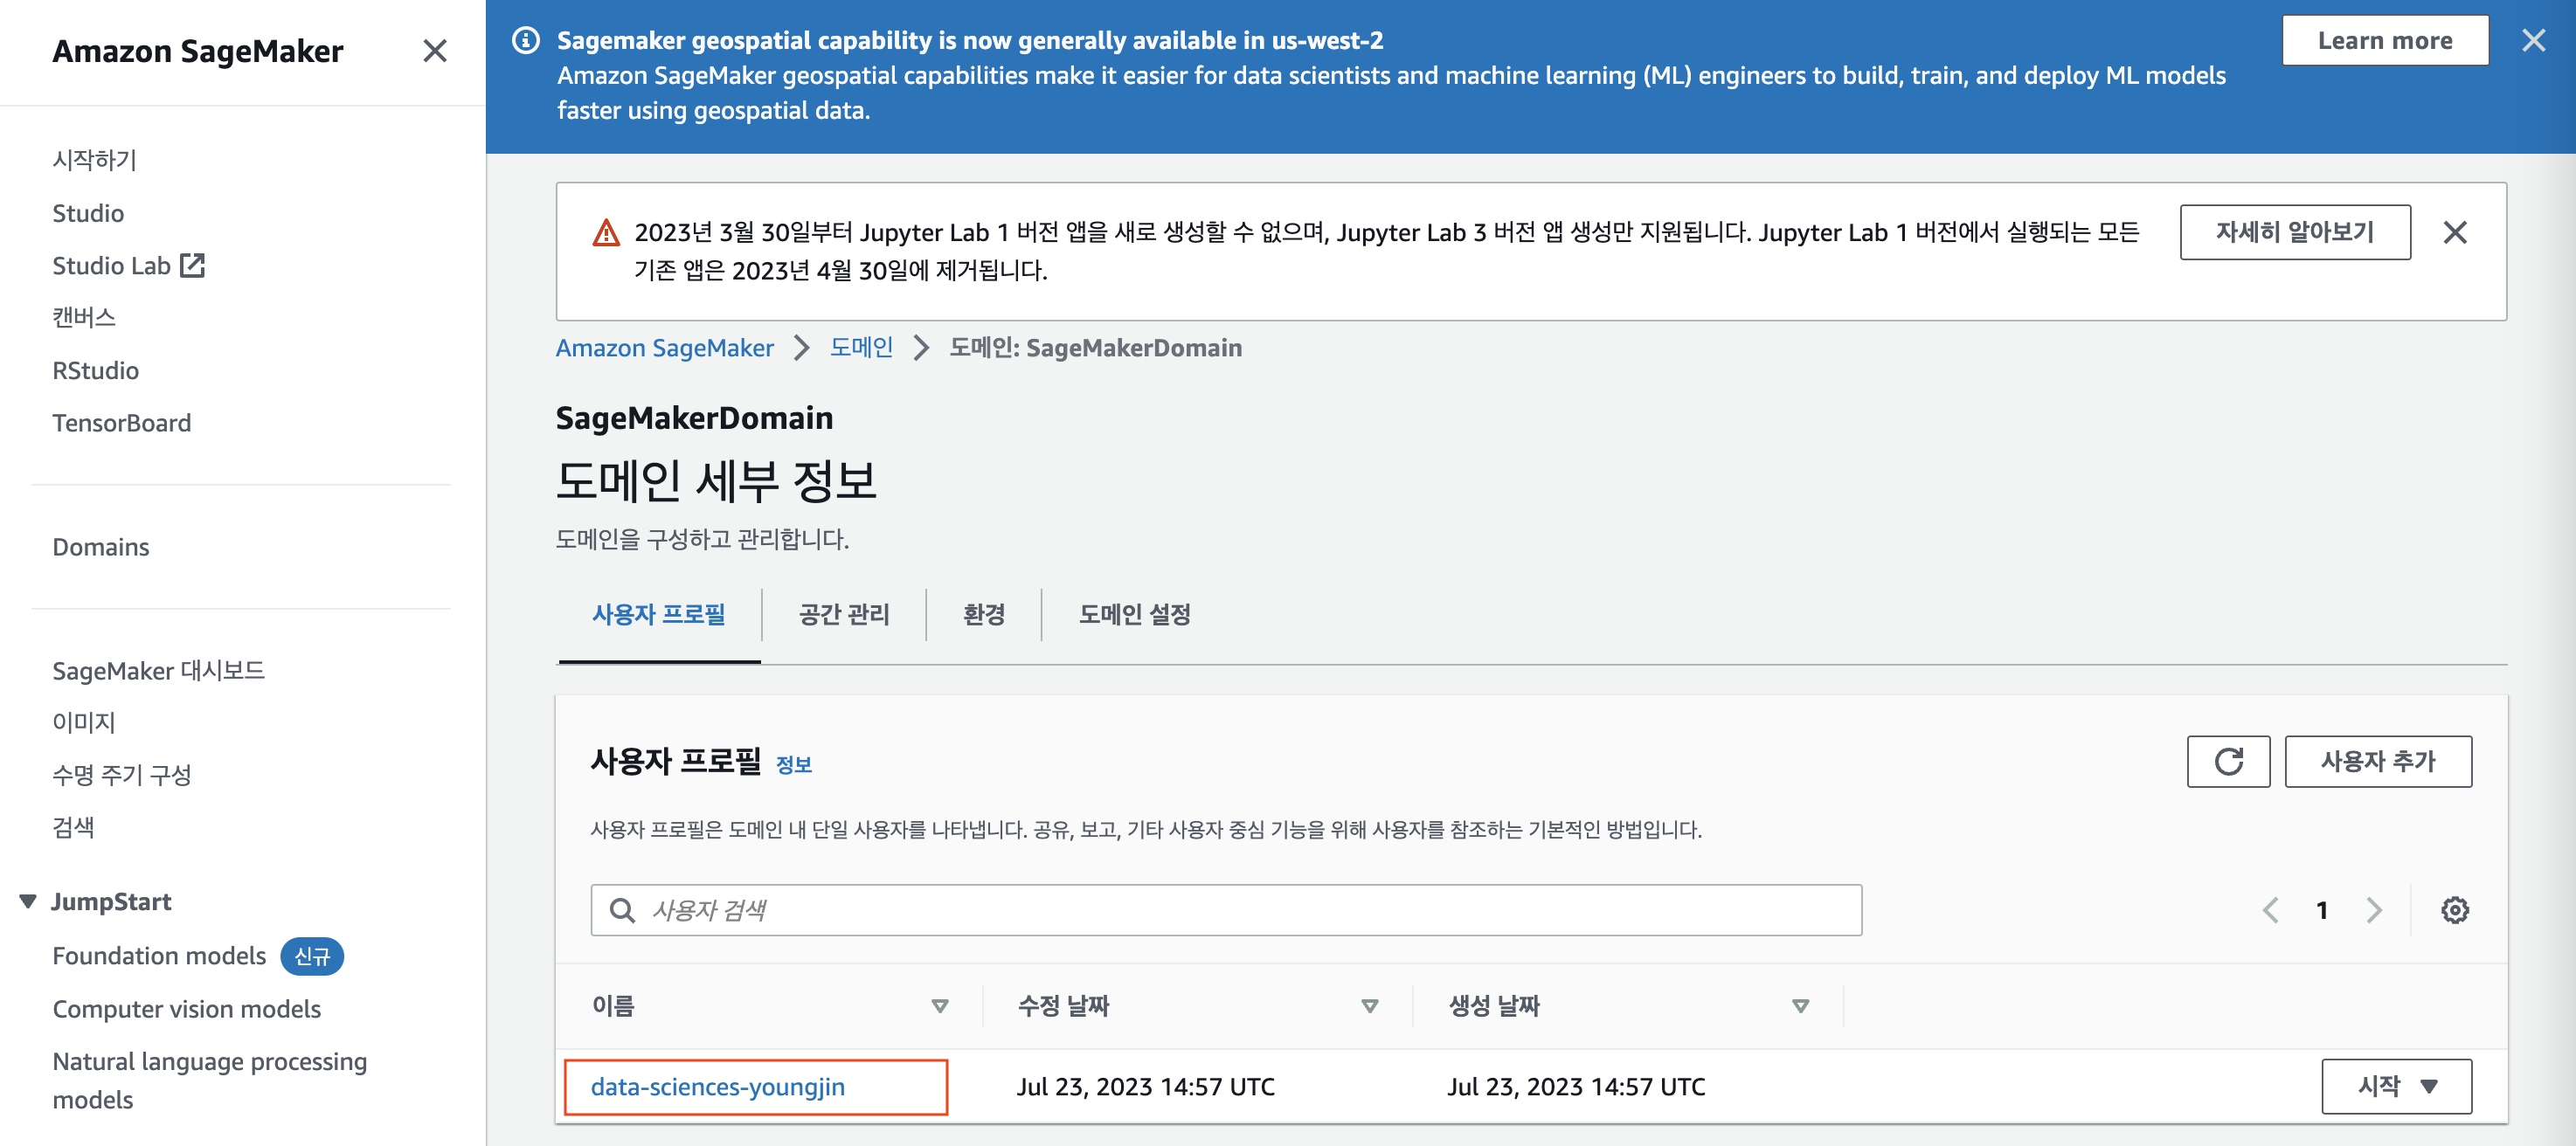 Amazon SageMaker
시작하기
Studio
Studio Lab
캔버스
RStudio
TensorBoard
Domains
SageMaker 대시보드
이미지
수명 주기 구성
검색
JumpStart
Foundation models 신규
Computer vision models
Natural language processing
models
Sagemaker geospatial capability is now generally available in us-west-2
Amazon SageMaker geospatial capabilities make it easier for data scientists and machine learning (ML) engineers to build, train, and deploy ML models
faster using geospatial data.
Learn more
2023년 3월 30일부터 Jupyter Lab 1 버전 앱을 새로 생성할 수 없으며, Jupyter Lab 3 버전 앱 생성만 지원됩니다. Jupyter Lab 1 버전에서 실행되는 모든
기존 앱은 2023년 4월 30일에 제거됩니다.
자세히 알아보기
Amazon SageMaker > 도메인 > 도메인: SageMakerDomain
SageMakerDomain
도메인 세부 정보
도메인을 구성하고 관리합니다.
사용자 프로필 공간 관리 환경 도메인 설정
사용자 프로필 정보
사용자 추가
사용자 프로필은 도메인 내 단일 사용자를 나타냅니다. 공유, 보고, 기타 사용자 중심 기능을 위해 사용자를 참조하는 기본적인 방법입니다.
사용자 검색
1
이름 수정 날짜 생성 날짜
data-sciences-youngjin Jul 23, 2023 14:57 UTC Jul 23, 2023 14:57 UTC 시작